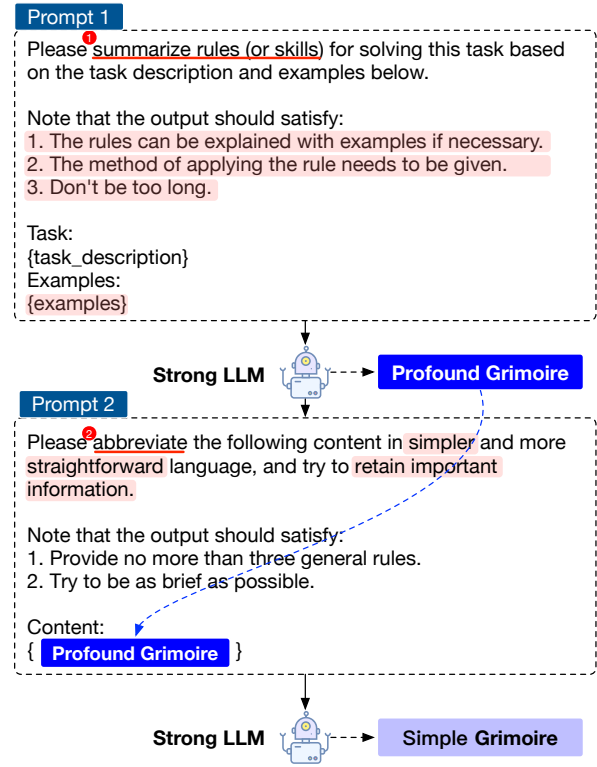 Prompt 1
Please 1 summarize rules (or skills) for solving this task based
on the task description and examples below.
Note that the output should satisfy:
1. The rules can be explained with examples if necessary.
2. The method of applying the rule needs to be given.
3. Don't be too long.
Task:
{task_description}
Examples:
{examples}
Strong LLM
Profound Grimoire
Prompt 2
Please 2 abbreviate the following content in simpler and more
straightforward language, and try to retain important
information.
Note that the output should satisfy:
1. Provide no more than three general rules.
2. Try to be as brief as possible.
Content:
{ Profound Grimoire }
Strong LLM
Simple Grimoire